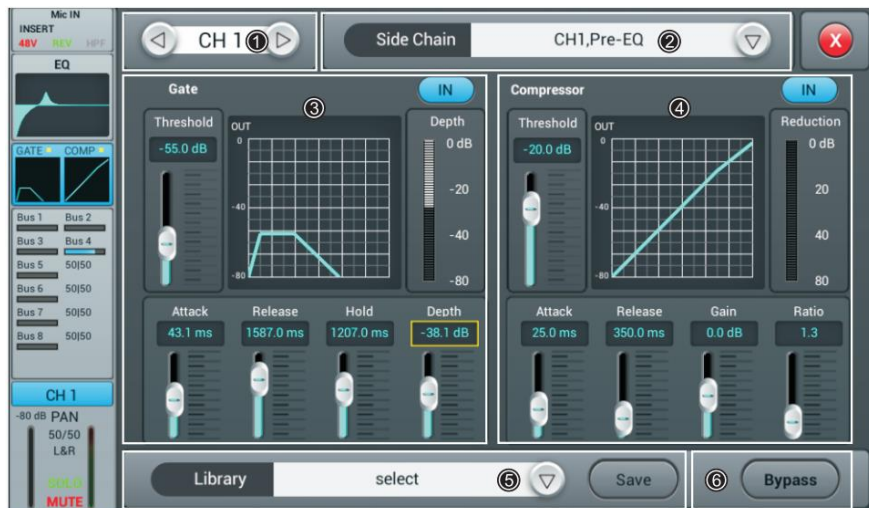 Mic IN
INSERT
48V REV HPF
EQ
GATE COMP
Bus 1 Bus 2
Bus 3 Bus 4
Bus 5 50|50
Bus 6 50|50
Bus 7 50|50
Bus 8 50|50
CH 1
-80 dB PAN
50/50
L&R
SOLO
MUTE
CH 1 ①
Side Chain CH1,Pre-EQ ②
X
Gate ③ IN
Threshold
-55.0 dB
OUT
0
-40
-80
Depth
0 dB
-20
-40
-80
Attack Release Hold Depth
43.1 ms 1587.0 ms 1207.0 ms -38.1 dB
Compressor ④ IN
Threshold
-20.0 dB
OUT
0
-40
-80
Reduction
0 dB
20
40
80
Attack Release Gain Ratio
25.0 ms 350.0 ms 0.0 dB 1.3
Library select ⑤ Save
⑥ Bypass